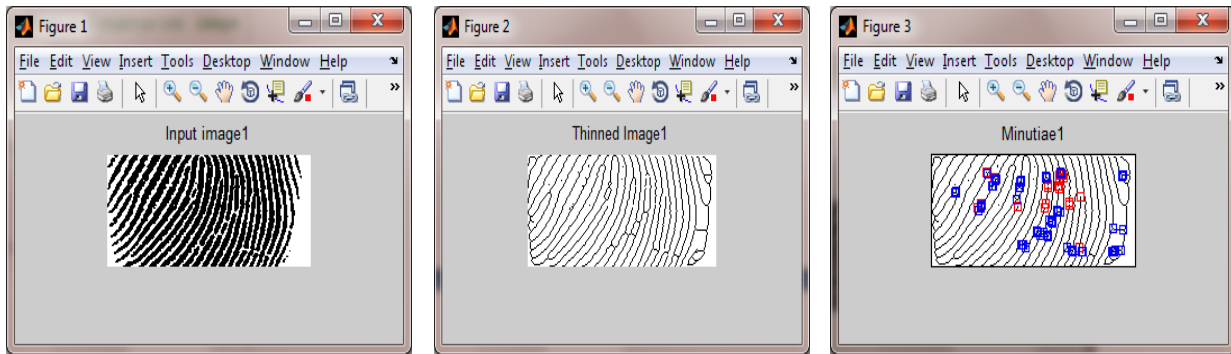 Figure 1
File Edit View Insert Tools Desktop Window Help
Input image1
Figure 2
File Edit View Insert Tools Desktop Window Help
Thinned Image1
Figure 3
File Edit View Insert Tools Desktop Window Help
Minutiae1